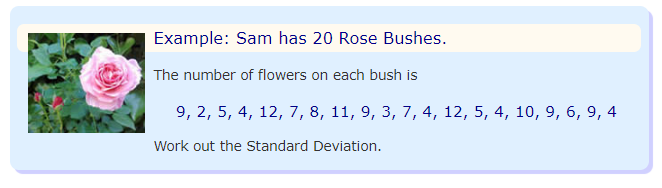 Example: Sam has 20 Rose Bushes.
The number of flowers on each bush is
9, 2, 5, 4, 12, 7, 8, 11, 9, 3, 7, 4, 12, 5, 4, 10, 9, 6, 9, 4
Work out the Standard Deviation.